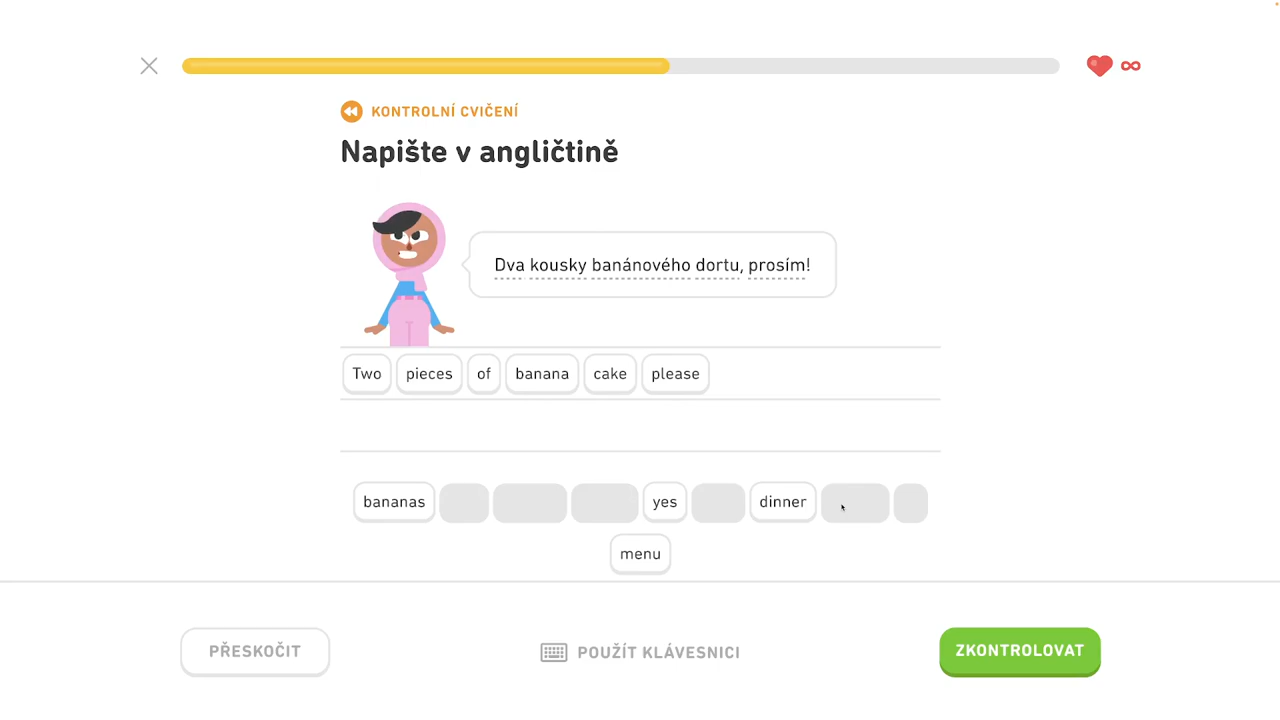 KONTROLNÍ CVIČENÍ
Napište v angličtině
Dva kousky banánového dortu, prosím!
Two pieces of banana cake please
bananas yes dinner
menu
PŘESKOČIT POUŽÍT KLÁVESNICI ZKONTROLOVAT